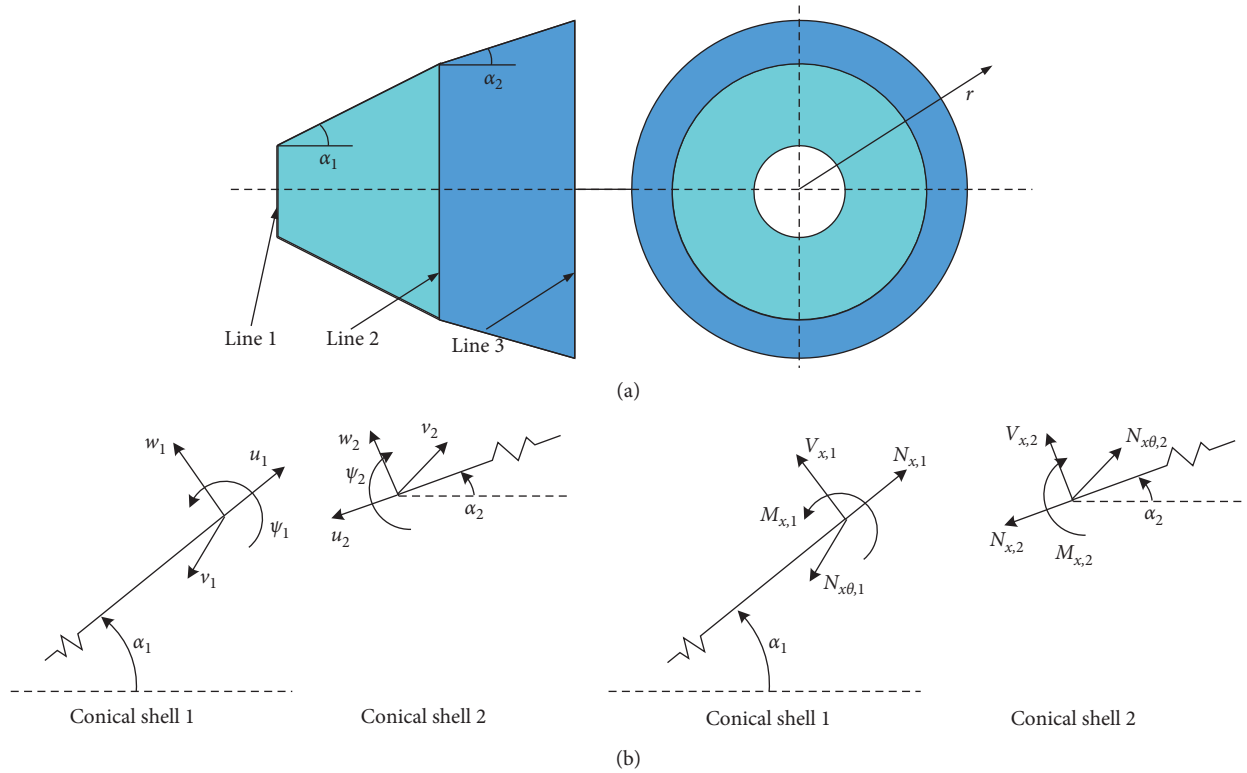 α₂
α₁
r
Line 1
Line 2
Line 3
(a)
w₁
u₁
ψ₁
v₁
α₁
Conical shell 1
w₂
v₂
ψ₂
α₂
u₂
Conical shell 2
Vₓ,₁
Nₓ,₁
Mₓ,₁
Nₓθ,₁
α₁
Conical shell 1
Vₓ,₂
Nₓθ,₂
α₂
Nₓ,₂
Mₓ,₂
Conical shell 2
(b)